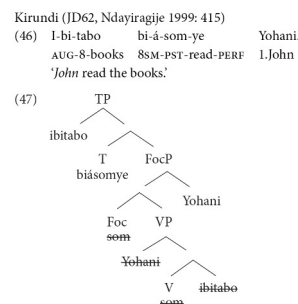 Kirundi (JD62, Ndayiragije 1999: 415)
(46) I-bi-tabo bi-á-som-ye Yohani.
AUG-8-books 8SM-PST-read-PERF 1.John
‘John read the books.’
(47) TP
ibitabo
T FocP
biásomye
Yohani
Foc VP
som
Yohani
V ibitabo
som